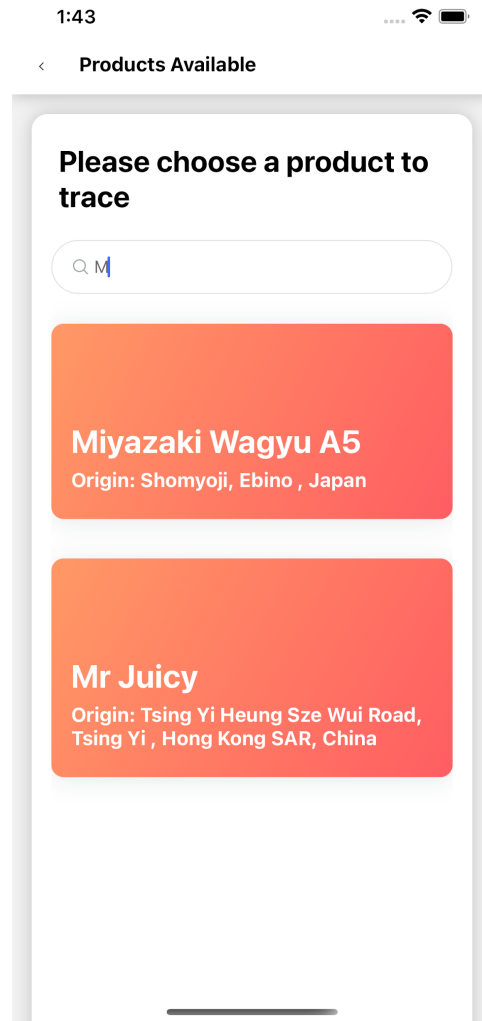 1:43
Products Available
Please choose a product to
trace
M
Miyazaki Wagyu A5
Origin: Shomyoji, Ebino , Japan
Mr Juicy
Origin: Tsing Yi Heung Sze Wui Road,
Tsing Yi , Hong Kong SAR, China